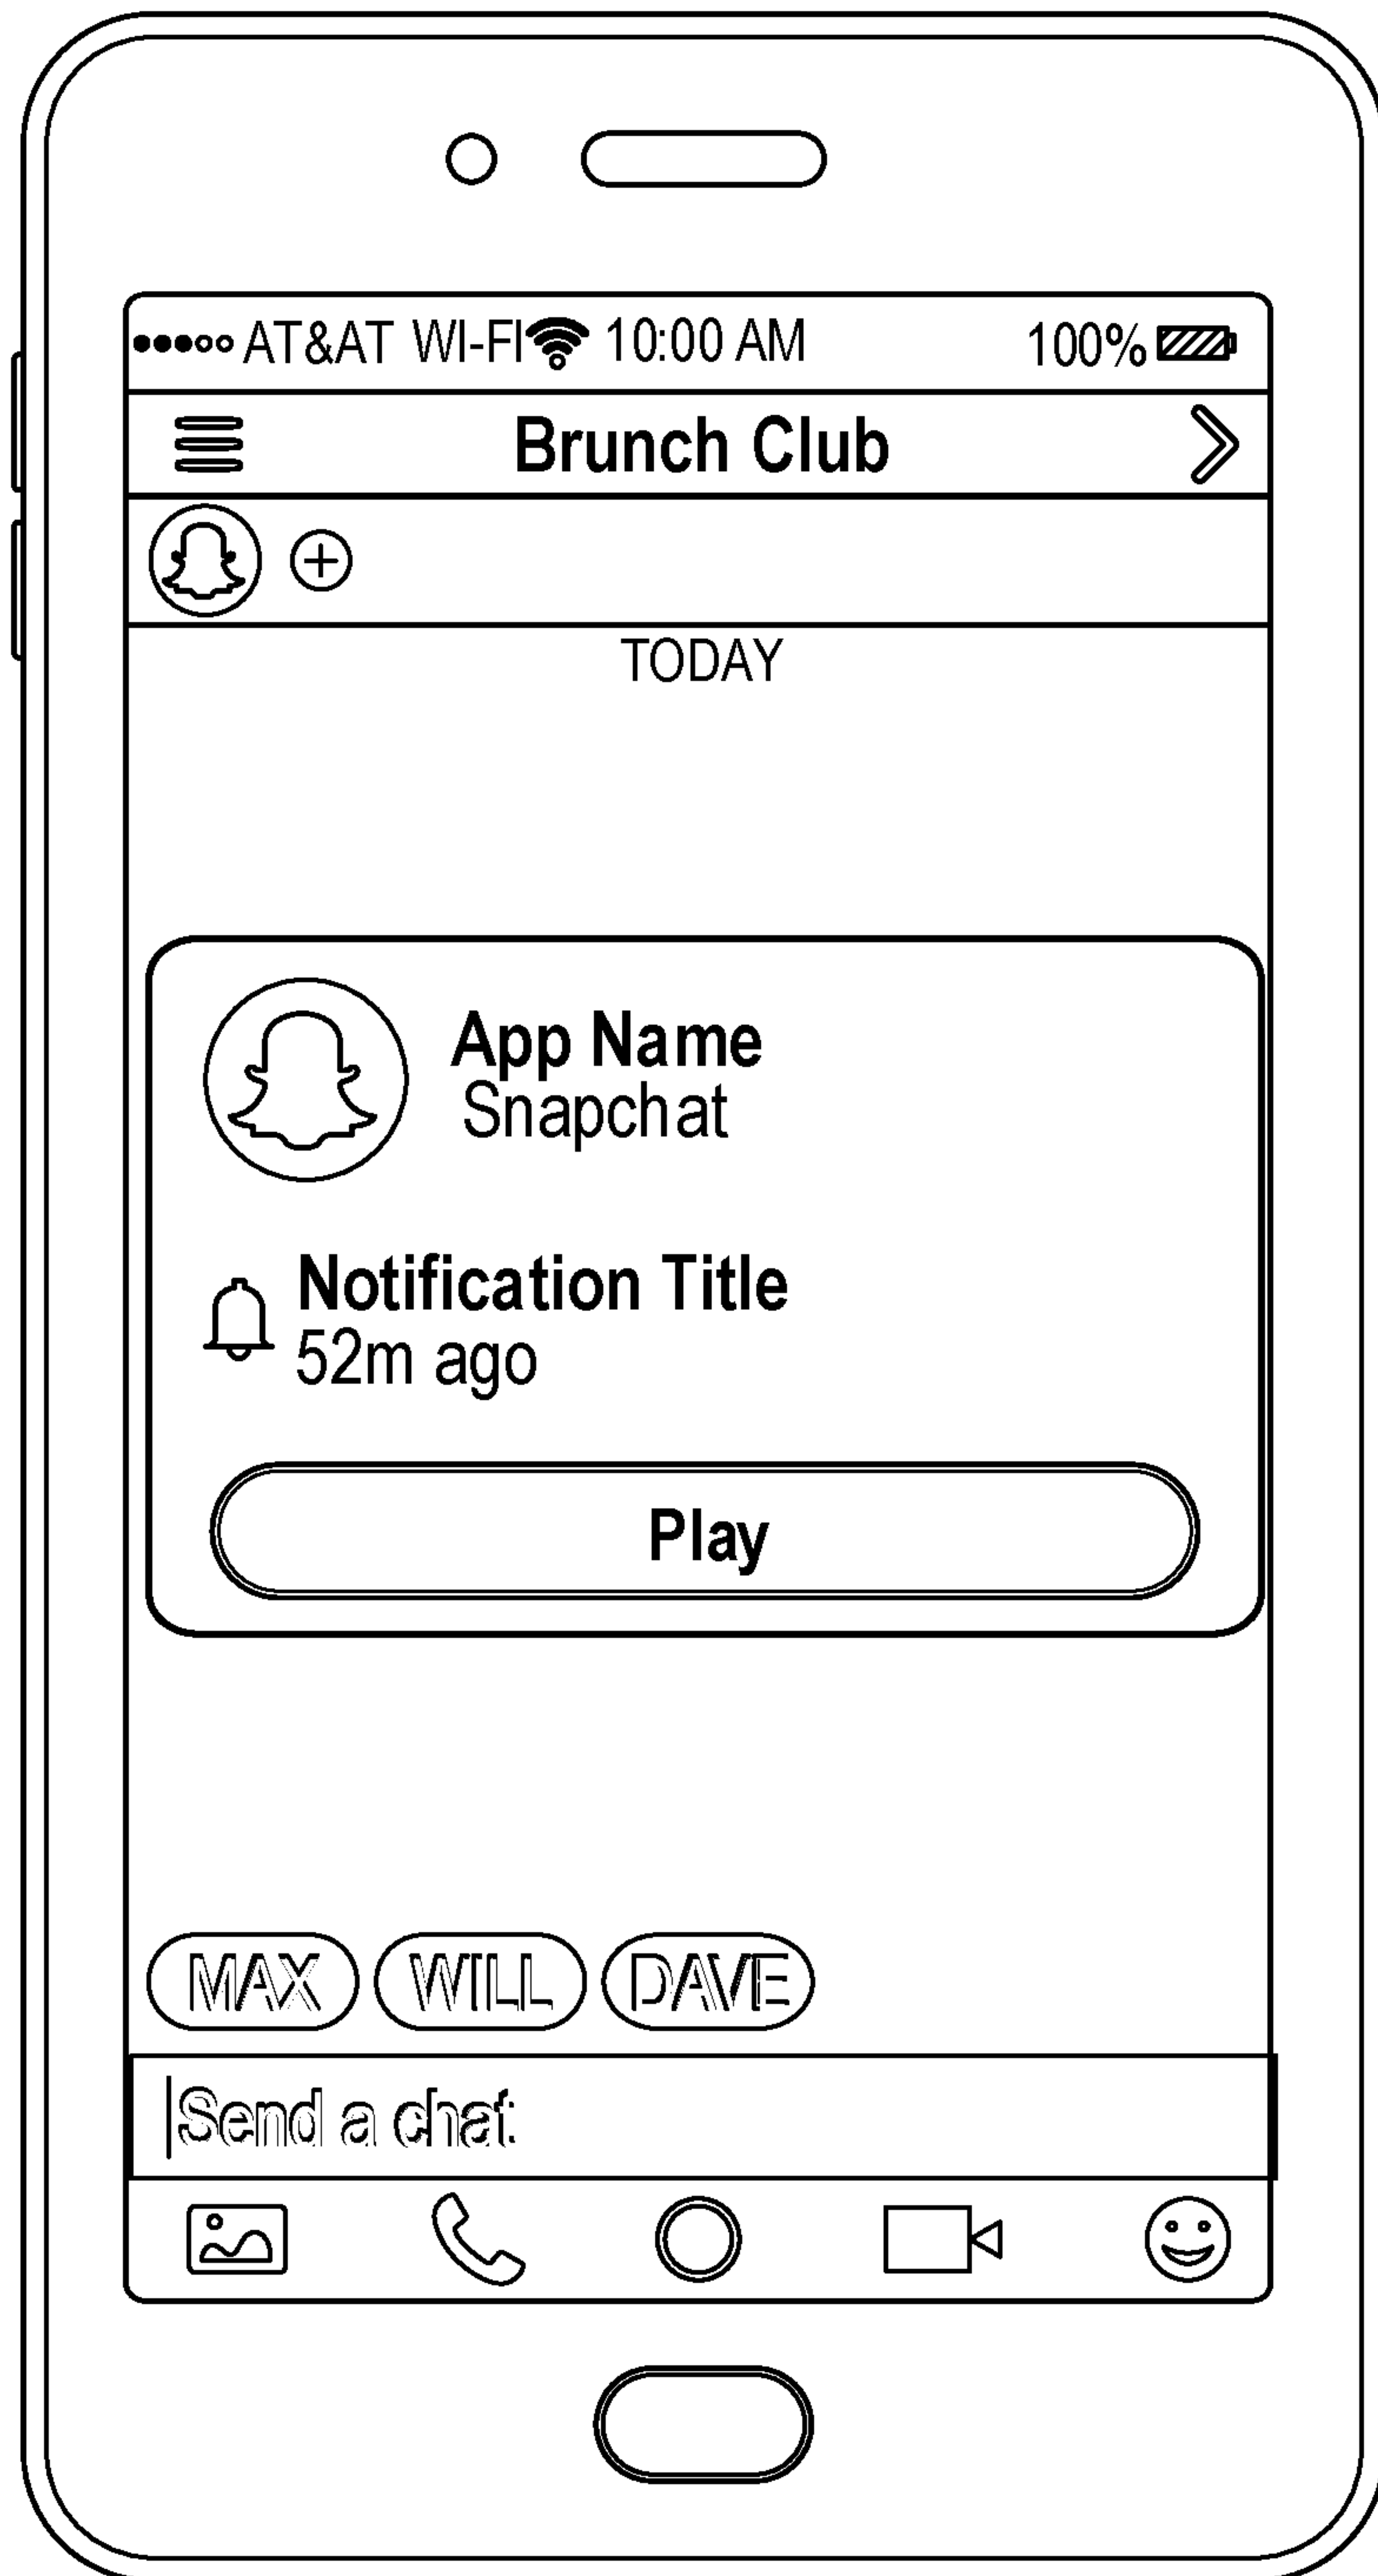 AT&AT WI-FI 10:00 AM 100%
Brunch Club
TODAY
App Name
Snapchat
Notification Title
52m ago
Play
MAX WILL DAVE
Send a chat